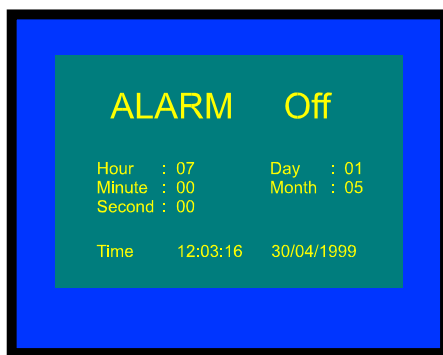 ALARM Off
Hour : 07 Day : 01
Minute : 00 Month : 05
Second : 00
Time 12:03:16 30/04/1999